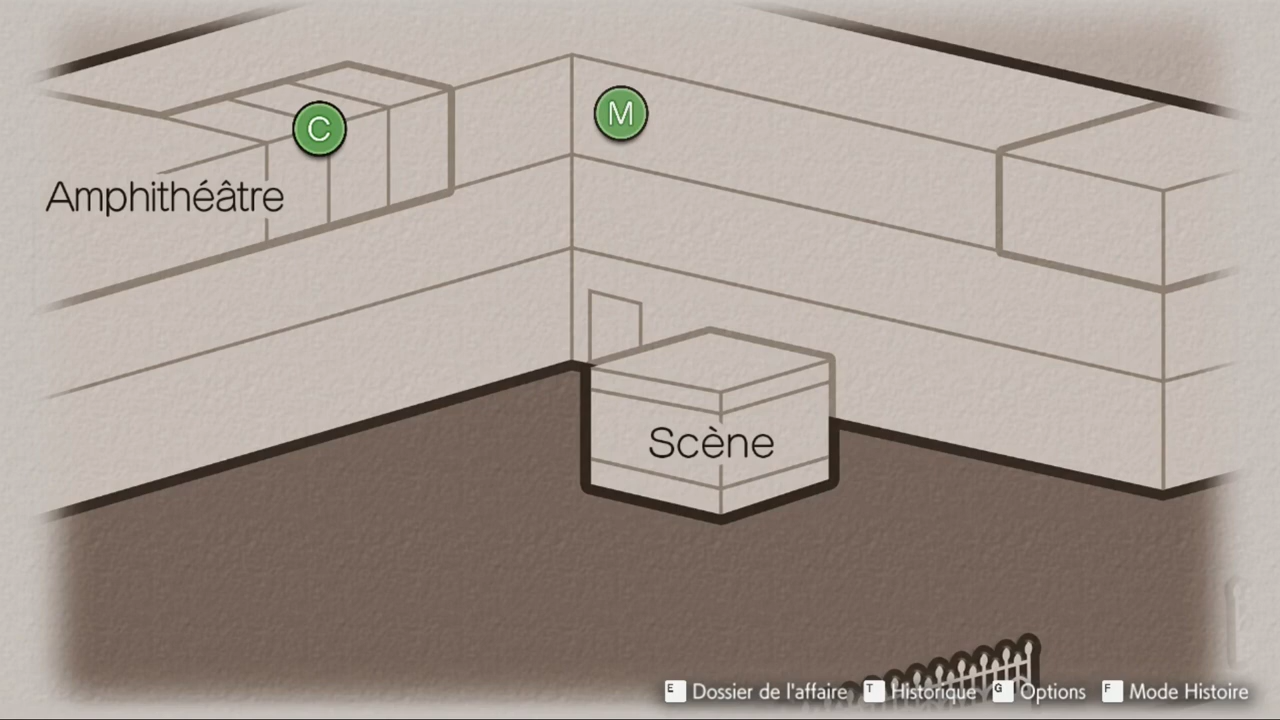 C
M
Amphithéâtre
Scène
E Dossier de l'affaire T Historique G Options F Mode Histoire